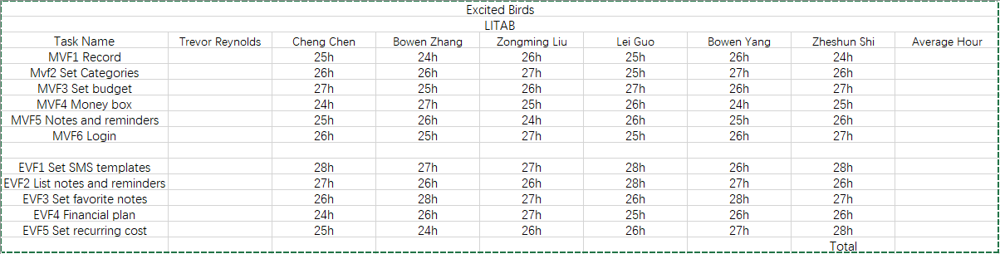 Excited Birds
LITAB
Task Name Trevor Reynolds Cheng Chen Bowen Zhang Zongming Liu Lei Guo Bowen Yang Zheshun Shi Average Hour
MVF1 Record 25h 24h 26h 25h 26h 24h
Mvf2 Set Categories 26h 26h 27h 25h 27h 26h
MVF3 Set budget 27h 25h 26h 27h 26h 27h
MVF4 Money box 24h 27h 25h 26h 24h 25h
MVF5 Notes and reminders 25h 26h 24h 26h 25h 26h
MVF6 Login 26h 25h 27h 25h 26h 27h
EVF1 Set SMS templates 28h 27h 27h 28h 26h 28h
EVF2 List notes and reminders 27h 26h 26h 28h 27h 26h
EVF3 Set favorite notes 26h 28h 27h 26h 28h 27h
EVF4 Financial plan 24h 26h 27h 25h 26h 26h
EVF5 Set recurring cost 25h 24h 26h 26h 27h 28h
Total